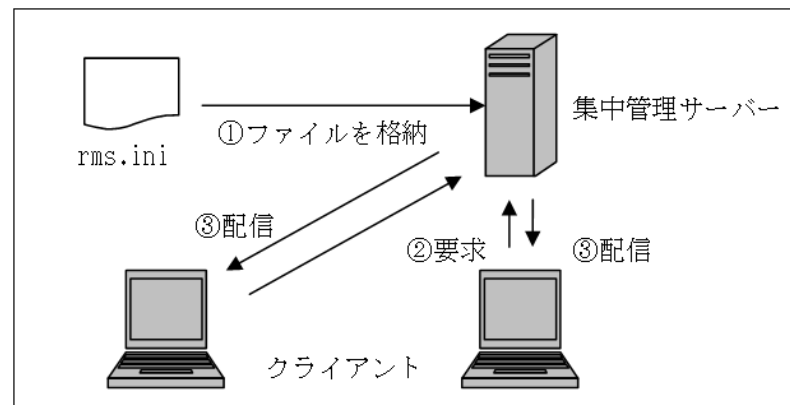 集中管理サーバー
①ファイルを格納
rms.ini
③配信
②要求
③配信
クライアント